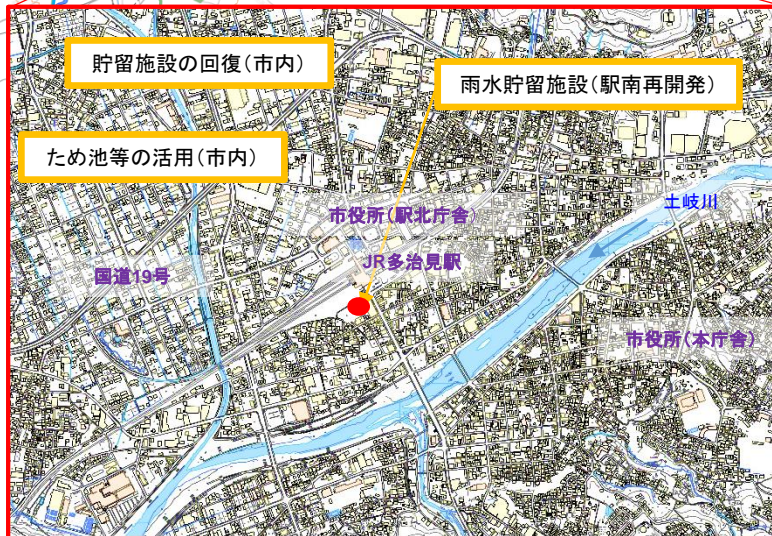 貯留施設の回復(市内)
雨水貯留施設(駅南再開発)
ため池等の活用(市内)
市役所(駅北庁舎)
土岐川
JR多治見駅
国道19号
市役所(本庁舎)